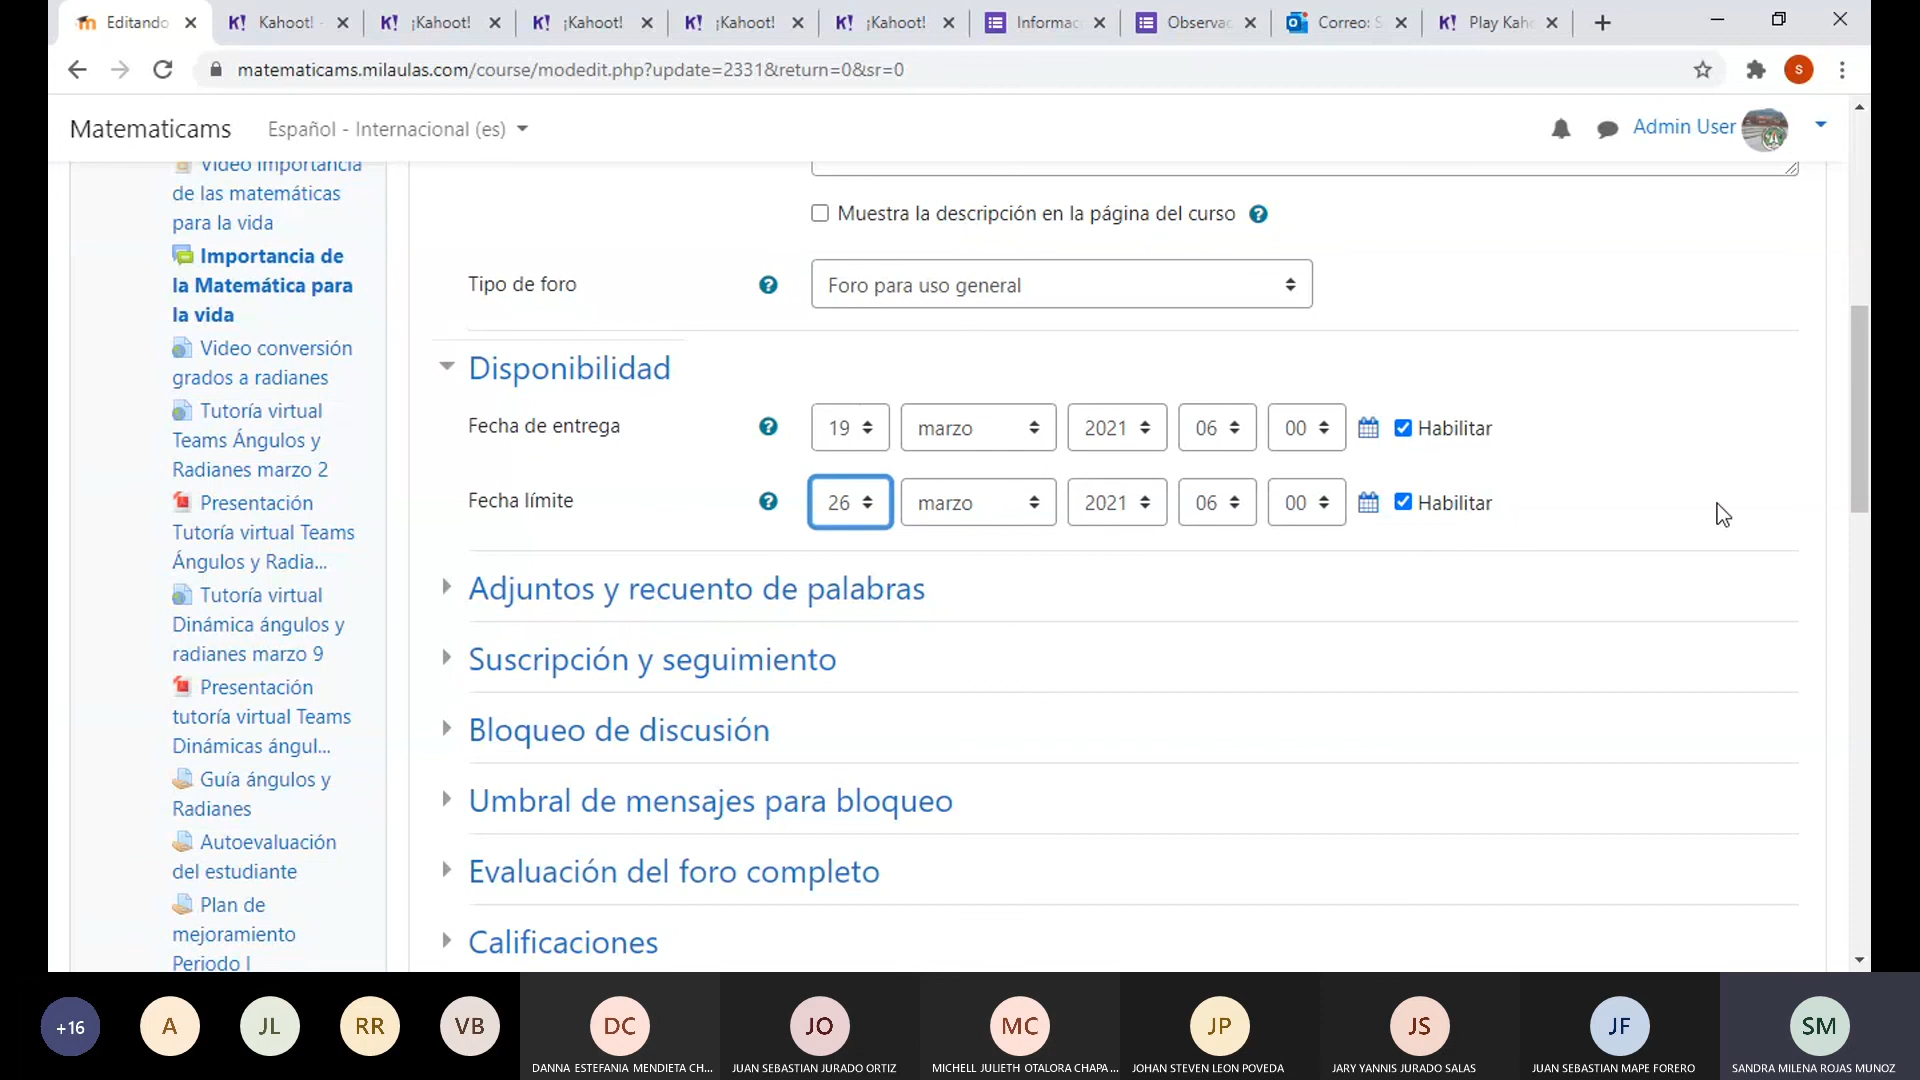 Editando
Kahoot! -
¡Kahoot!
¡Kahoot!
¡Kahoot!
¡Kahoot!
Informac
Observac
Correo: S
Play Kaho
matematicams.milaulas.com/course/modedit.php?update=2331&return=0&sr=0
S
Matematicams
Español - Internacional (es)
Admin User
Video Importancia
de las matemáticas
para la vida
Importancia de
la Matemática para
la vida
Video conversión
grados a radianes
Tutoría virtual
Teams Ángulos y
Radianes marzo 2
Presentación
Tutoría virtual Teams
Ángulos y Radia...
Tutoría virtual
Dinámica ángulos y
radianes marzo 9
Presentación
tutoría virtual Teams
Dinámicas ángul...
Guía ángulos y
Radianes
Autoevaluación
del estudiante
Plan de
mejoramiento
Periodo I
Muestra la descripción en la página del curso
Tipo de foro
Foro para uso general
Disponibilidad
Fecha de entrega 19 marzo 2021 06 00 Habilitar
Fecha límite 26 marzo 2021 06 00 Habilitar
Adjuntos y recuento de palabras
Suscripción y seguimiento
Bloqueo de discusión
Umbral de mensajes para bloqueo
Evaluación del foro completo
Calificaciones
+16
A
JL
RR
VB
DC
JO
MC
JP
JS
JF
SM
DANNA ESTEFANIA MENDIETA CH...
JUAN SEBASTIAN JURADO ORTIZ
MICHELL JULIETH OTALORA CHAPA...
JOHAN STEVEN LEON POVEDA
JARY YANNIS JURADO SALAS
JUAN SEBASTIAN MAPE FORERO
SANDRA MILENA ROJAS MUNOZ